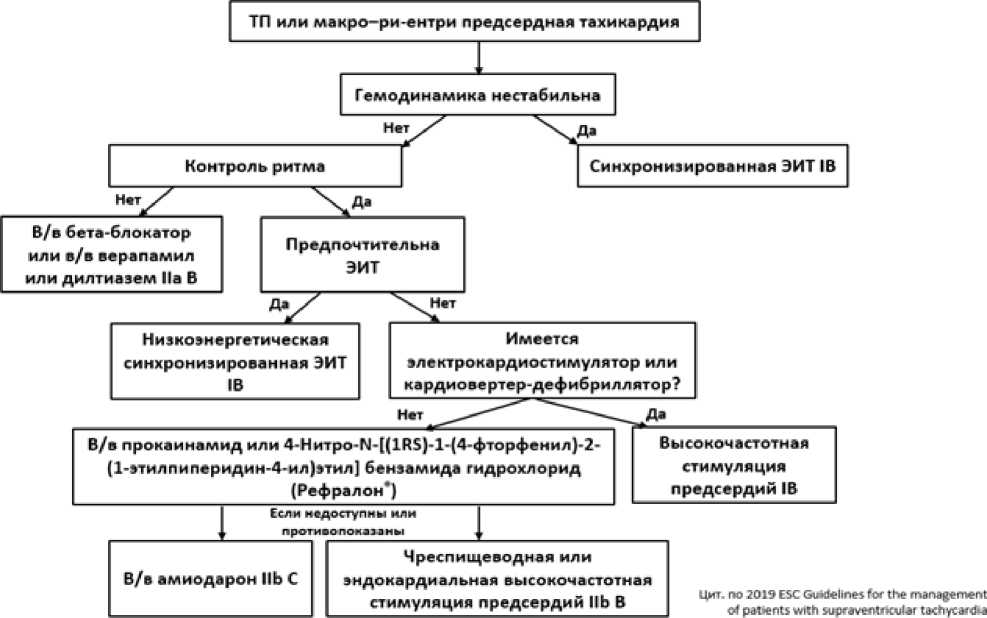 ТП или макро–ри-ентри предсердная тахикардия
Гемодинамика нестабильна
Нет
Да
Контроль ритма
Синхронизированная ЭИТ IB
Нет
Да
В/в бета-блокатор
или в/в верапамил
или дилтиазем IIa B
Предпочтительна
ЭИТ
Да
Нет
Низкоэнергетическая
синхронизированная ЭИТ
IB
Имеется
электрокардиостимулятор или
кардиовертер-дефибриллятор?
Нет
Да
В/в прокаинамид или 4-Нитро-N-[(1RS)-1-(4-фторфенил)-2-
(1-этилпиперидин-4-ил)этил] бензамида гидрохлорид
(Рефралон®)
Высокочастотная
стимуляция
предсердий IB
Если недоступны или
противопоказаны
В/в амиодарон IIb C
Чреспищеводная или
эндокардиальная высокочастотная
стимуляция предсердий IIb B
Цит. по 2019 ESC Guidelines for the management
of patients with supraventricular tachycardia